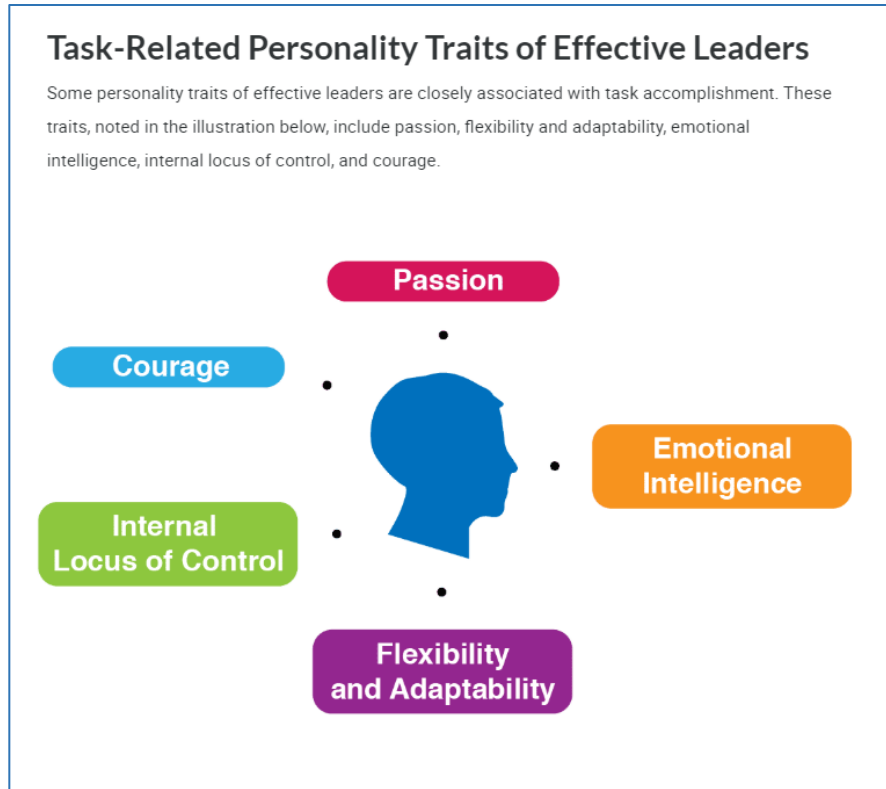 Task-Related Personality Traits of Effective Leaders
Some personality traits of effective leaders are closely associated with task accomplishment. These
traits, noted in the illustration below, include passion, flexibility and adaptability, emotional
intelligence, internal locus of control, and courage.
Passion
Courage
Emotional
Intelligence
Internal
Locus of Control
Flexibility
and Adaptability